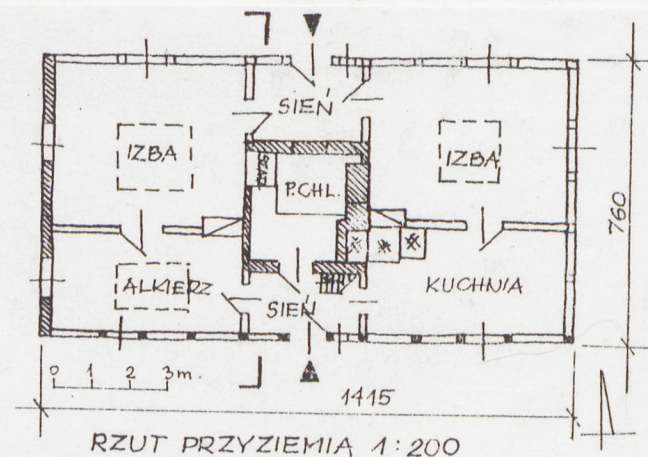 SIEŃ
IZBA
IZBA
P.CHL.
760
ALKIERZ
SIEŃ
KUCHNIA
0 1 2 3m.
1415
RZUT PRZYZIEMIA 1:200